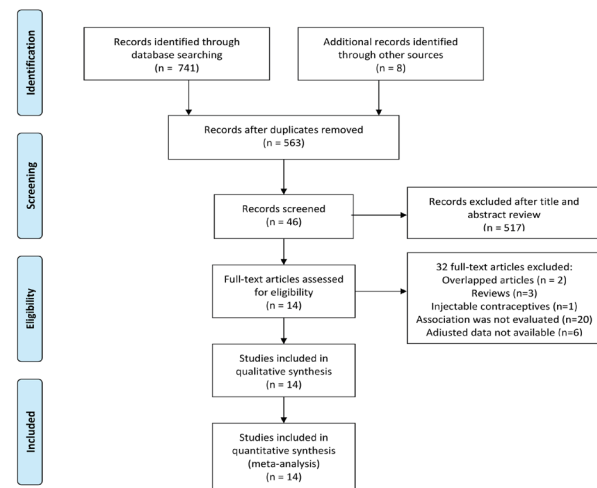 Identification
Records identified through
database searching
(n = 741)
Additional records identified
through other sources
(n = 8)
Records after duplicates removed
(n = 563)
Screening
Records screened
(n = 46)
Records excluded after title and
abstract review
(n = 517)
Eligibility
Full-text articles assessed
for eligibility
(n = 14)
32 full-text articles excluded:
Overlapped articles (n = 2)
Reviews (n=3)
Injectable contraceptives (n=1)
Association was not evaluated (n=20)
Adjusted data not available (n=6)
Studies included in
qualitative synthesis
(n = 14)
Included
Studies included in
quantitative synthesis
(meta-analysis)
(n = 14)